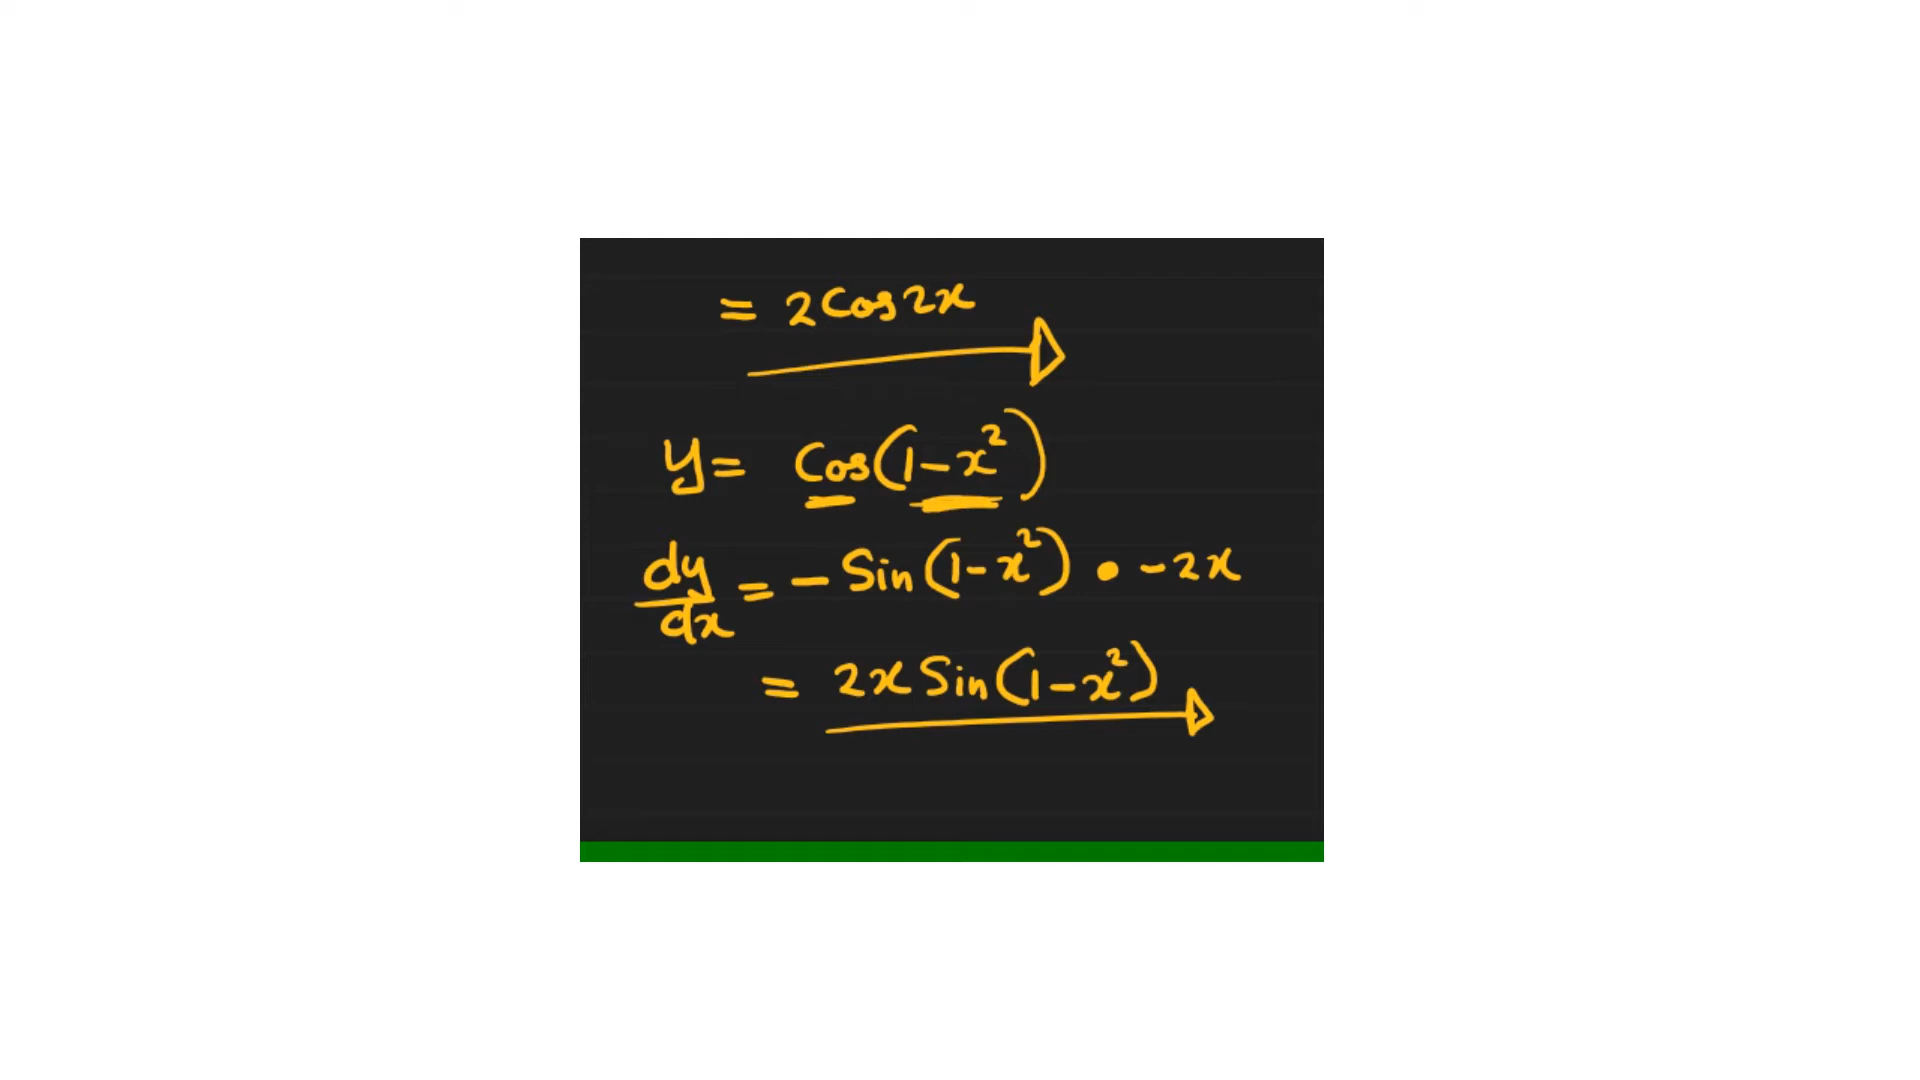 = 2Cos2x
y = Cos(1-x²)
dy/dx = - Sin(1-x²) • -2x
= 2x Sin(1-x²)